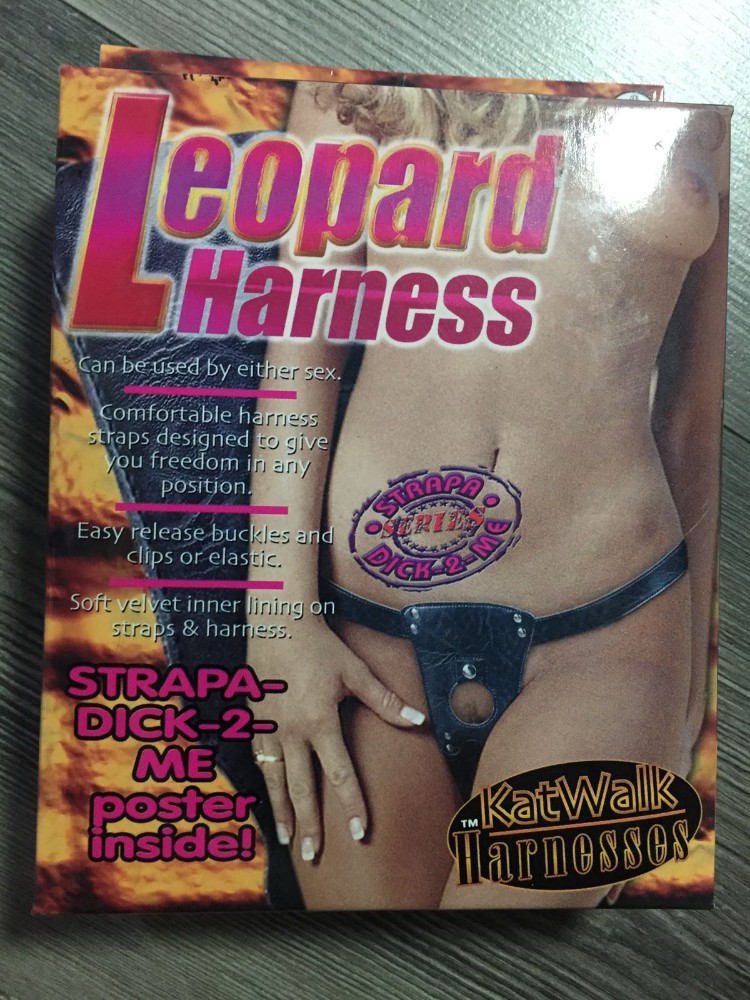 Leopard
Harness
Can be used by either sex.
Comfortable harness
straps designed to give
you freedom in any
position.
Easy release buckles and
clips or elastic.
Soft velvet inner lining on
straps & harness.
STRAPA
SERIES
DICK-2-ME
STRAPA-
DICK-2-
ME
poster
inside!
KatWalk
TM
Harnesses